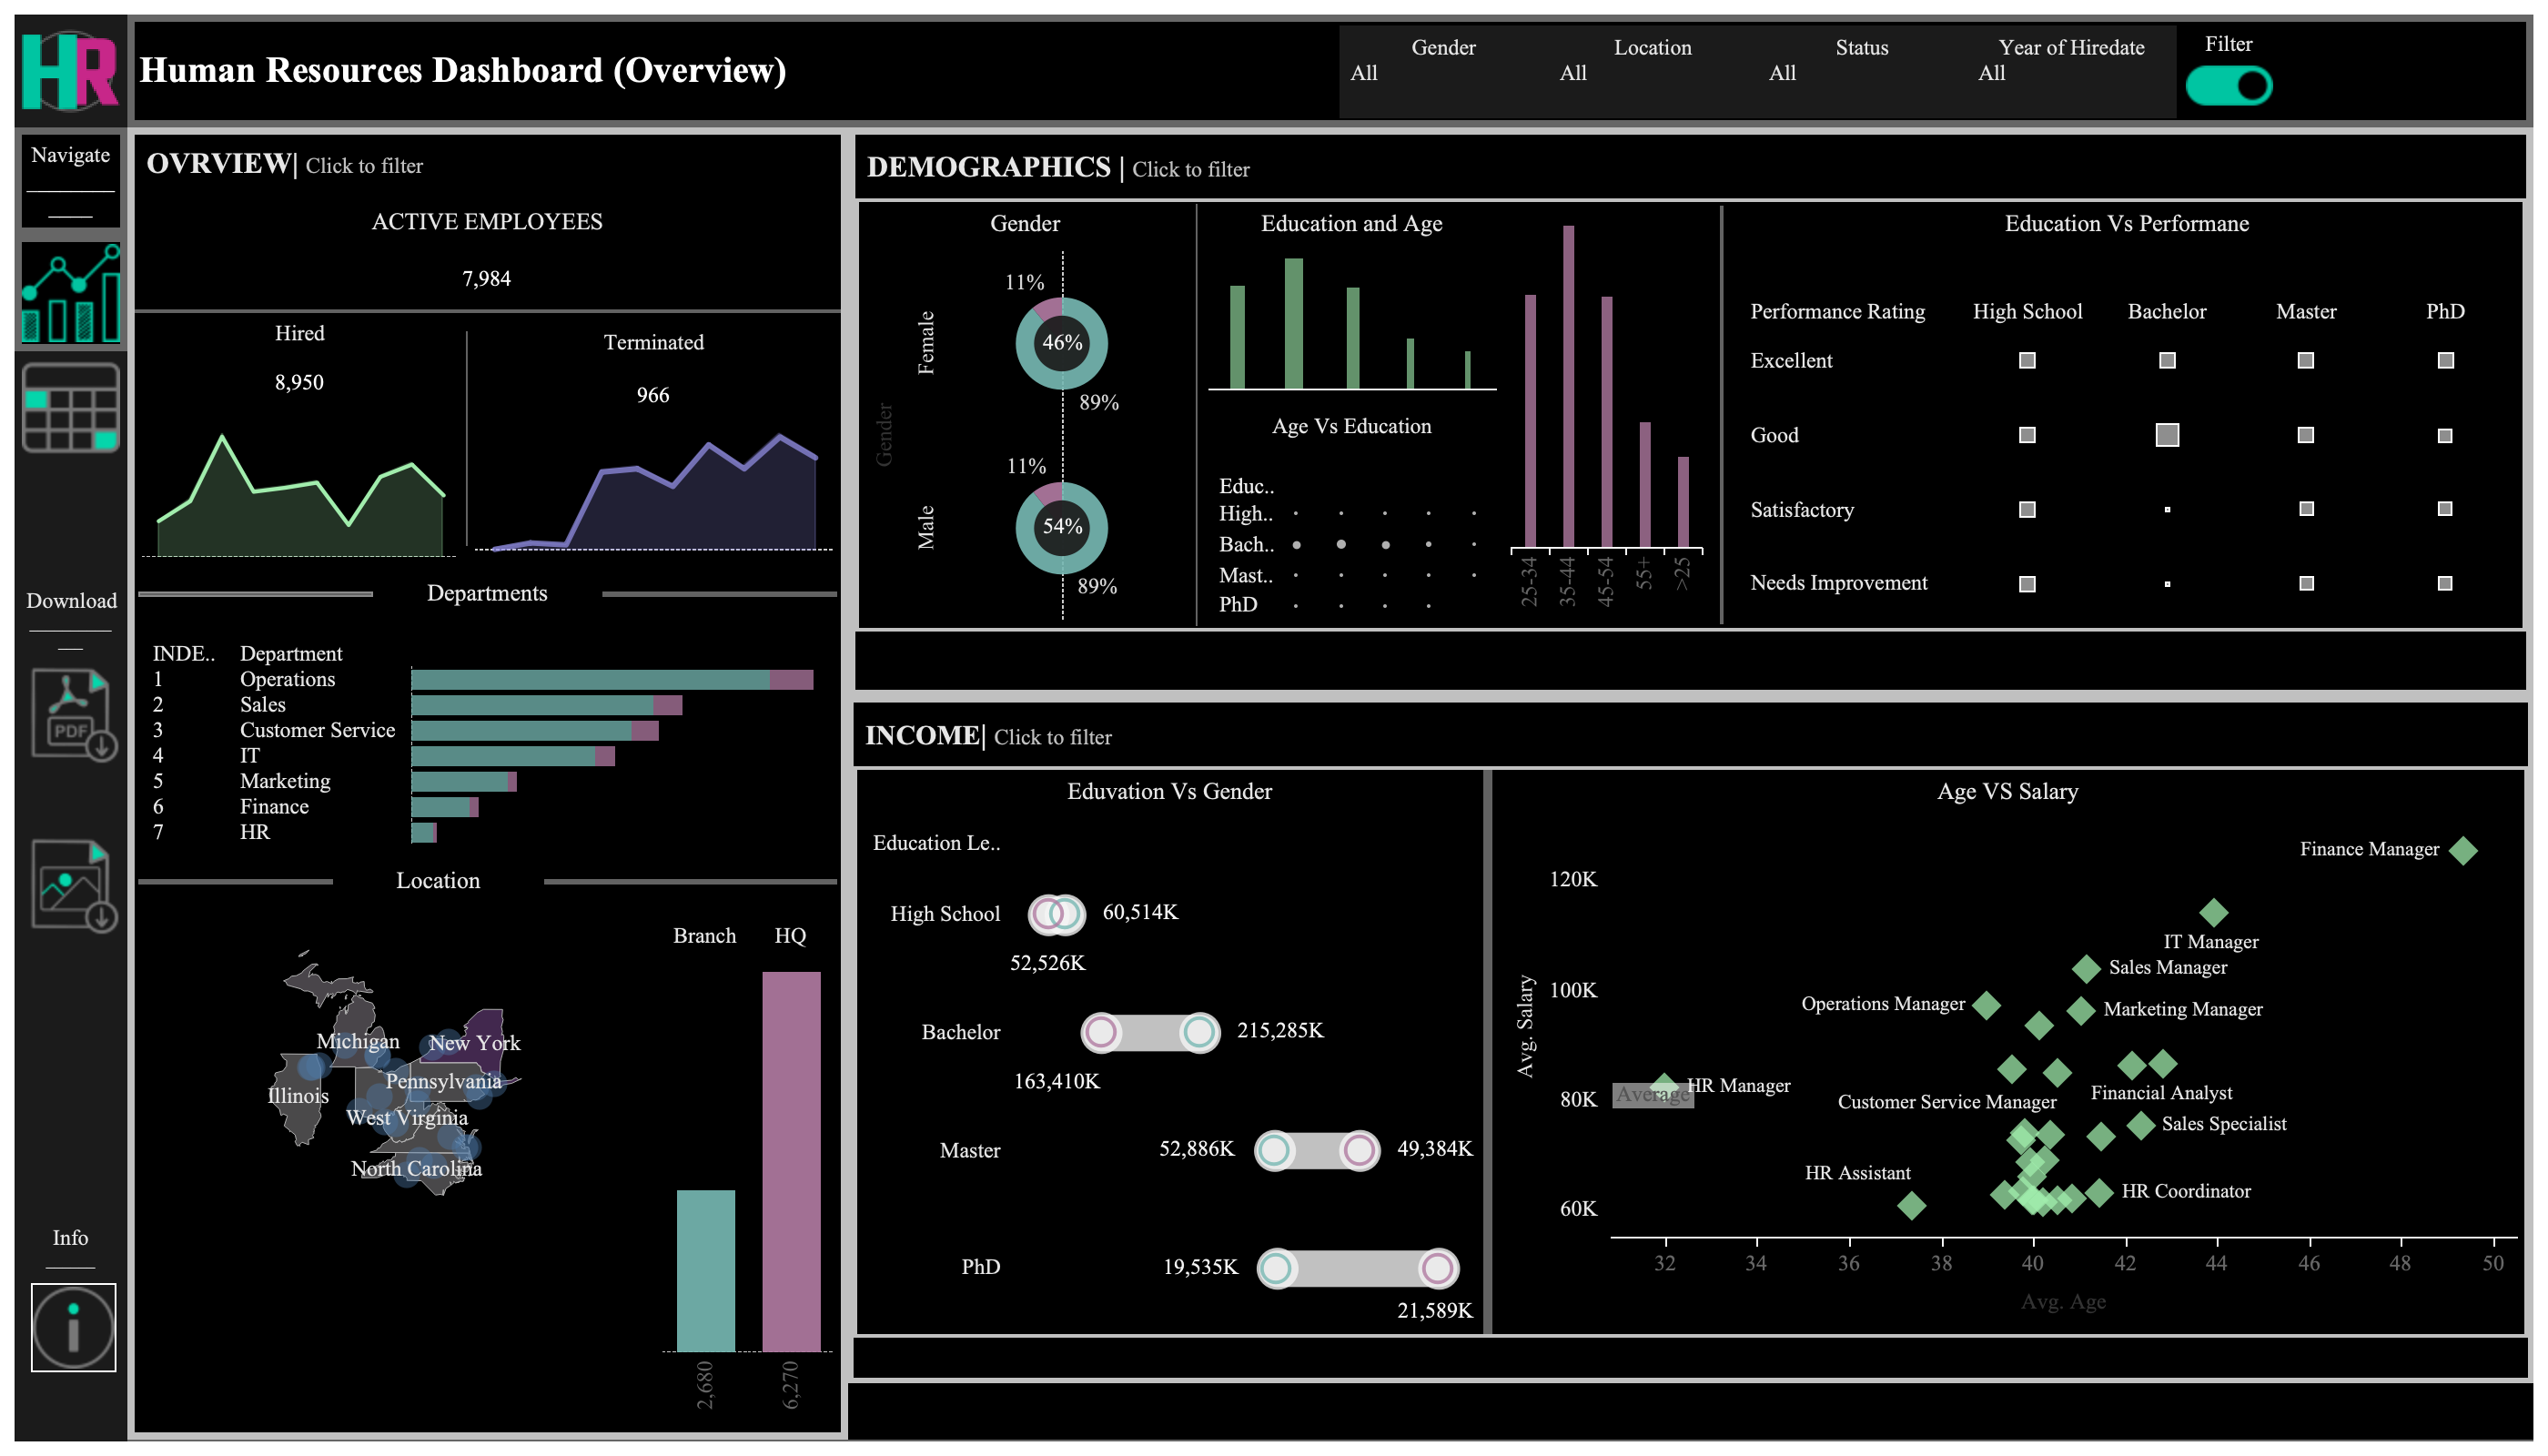 HR
Human Resources Dashboard (Overview)
Gender
All
Location
All
Status
All
Year of Hiredate
All
Filter
Navigate
OVRVIEW| Click to filter
ACTIVE EMPLOYEES
7,984
Hired
8,950
Terminated
966
Departments
INDE.. Department
1 Operations
2 Sales
3 Customer Service
4 IT
5 Marketing
6 Finance
7 HR
Location
Michigan
New York
Illinois
Pennsylvania
West Virginia
North Carolina
Branch HQ
2,680 6,270
Download
PDF
Info
DEMOGRAPHICS | Click to filter
Gender
Gender
Female
11%
46%
89%
Male
11%
54%
89%
Education and Age
Age Vs Education
Educ..
High..
Bach..
Mast..
PhD
25-34 35-44 45-54 55+ >25
Education Vs Performane
Performance Rating High School Bachelor Master PhD
Excellent
Good
Satisfactory
Needs Improvement
INCOME| Click to filter
Eduvation Vs Gender
Education Le..
High School 60,514K
52,526K
Bachelor 215,285K
163,410K
Master 52,886K 49,384K
PhD 19,535K
21,589K
Age VS Salary
Avg. Salary
120K
100K
80K
60K
Finance Manager
IT Manager
Sales Manager
Operations Manager
Marketing Manager
HR Manager
Average
Financial Analyst
Customer Service Manager
Sales Specialist
HR Assistant
HR Coordinator
32 34 36 38 40 42 44 46 48 50
Avg. Age